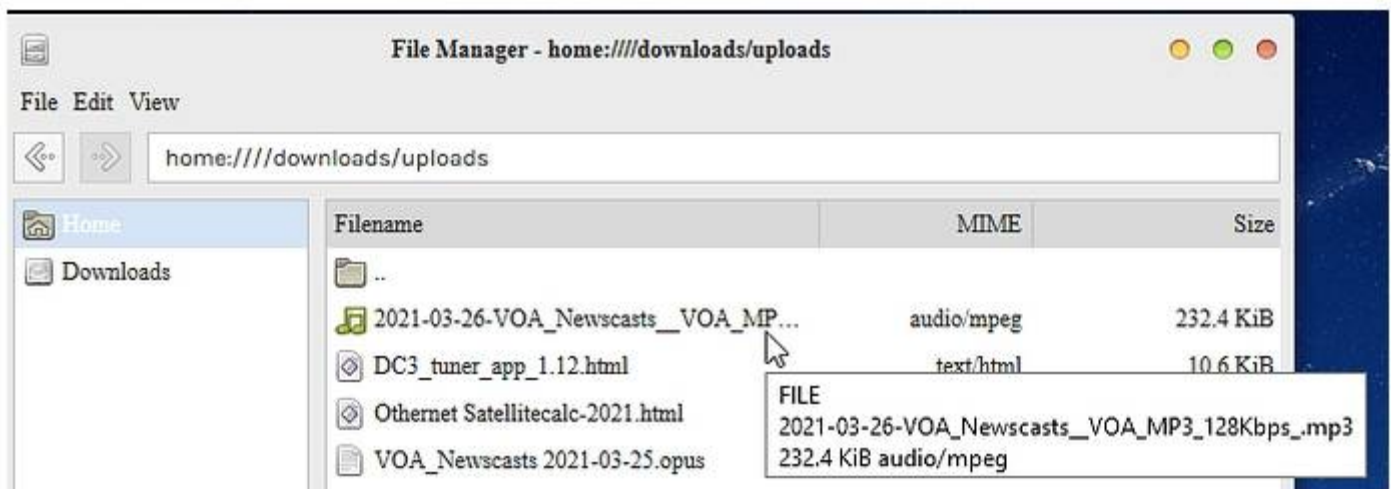 File Manager - home:////downloads/uploads
File Edit View
home:////downloads/uploads
Home
Filename MIME Size
Downloads
..
2021-03-26-VOA_Newscasts__VOA_MP... audio/mpeg 232.4 KiB
DC3_tuner_app_1.12.html text/html 10.6 KiB
Othernet Satellitecalc-2021.html
VOA_Newscasts 2021-03-25.opus
FILE
2021-03-26-VOA_Newscasts__VOA_MP3_128Kbps_.mp3
232.4 KiB audio/mpeg